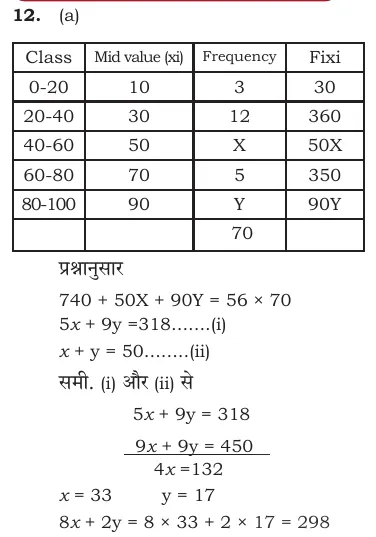 12. (a)
Class Mid value (xi) Frequency Fixi
0-20 10 3 30
20-40 30 12 360
40-60 50 X 50X
60-80 70 5 350
80-100 90 Y 90Y
70
प्रश्नानुसार
740 + 50X + 90Y = 56 × 70
5x + 9y =318.......(i)
x + y = 50........(ii)
समी. (i) और (ii) से
5x + 9y = 318
9x + 9y = 450
4x =132
x = 33 y = 17
8x + 2y = 8 × 33 + 2 × 17 = 298